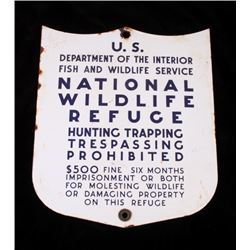 U.S.
DEPARTMENT OF THE INTERIOR
FISH AND WILDLIFE SERVICE
NATIONAL
WILDLIFE
REFUGE
HUNTING TRAPPING
TRESPASSING
PROHIBITED
$500 FINE SIX MONTHS
IMPRISONMENT OR BOTH
FOR MOLESTING WILDLIFE
OR DAMAGING PROPERTY
ON THIS REFUGE